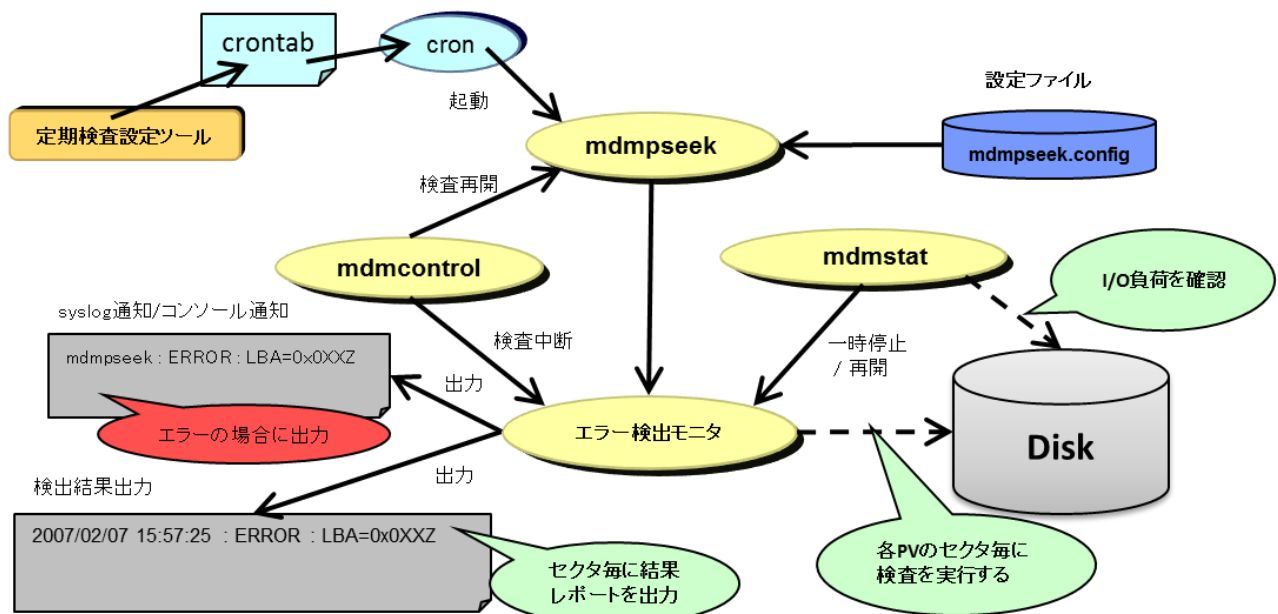 crontab
cron
起動
設定ファイル
定期検査設定ツール
mdmpseek
mdmpseek.config
検査再開
mdmcontrol
mdmstat
I/O負荷を確認
syslog通知/コンソール通知
mdmpseek : ERROR : LBA=0x0XXZ
検査中断
一時停止
/ 再開
出力
エラーの場合に出力
エラー検出モニタ
Disk
出力
検出結果出力
2007/02/07 15:57:25 : ERROR : LBA=0x0XXZ
セクタ毎に結果
レポートを出力
各PVのセクタ毎に
検査を実行する